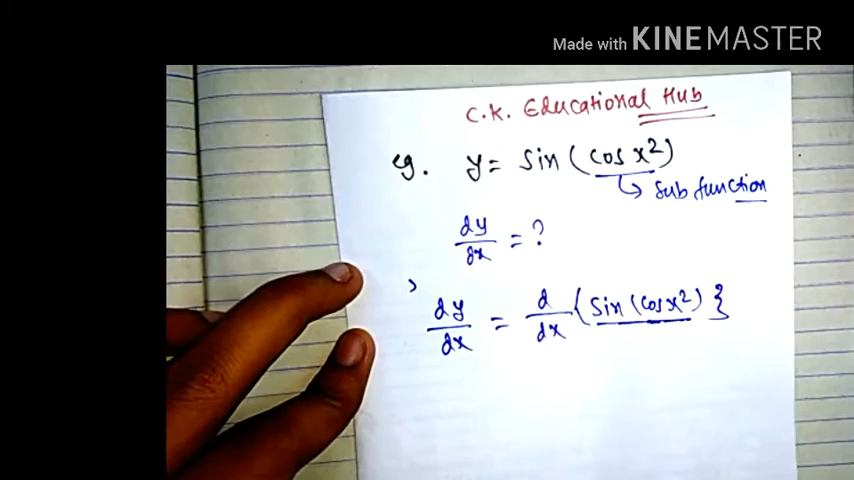 Made with KINEMASTER
C.K. Educational Hub
eg. y = Sin (cos x²)
Sub function
dy/dx = ?
dy/dx = d/dx { Sin (cos x²) }